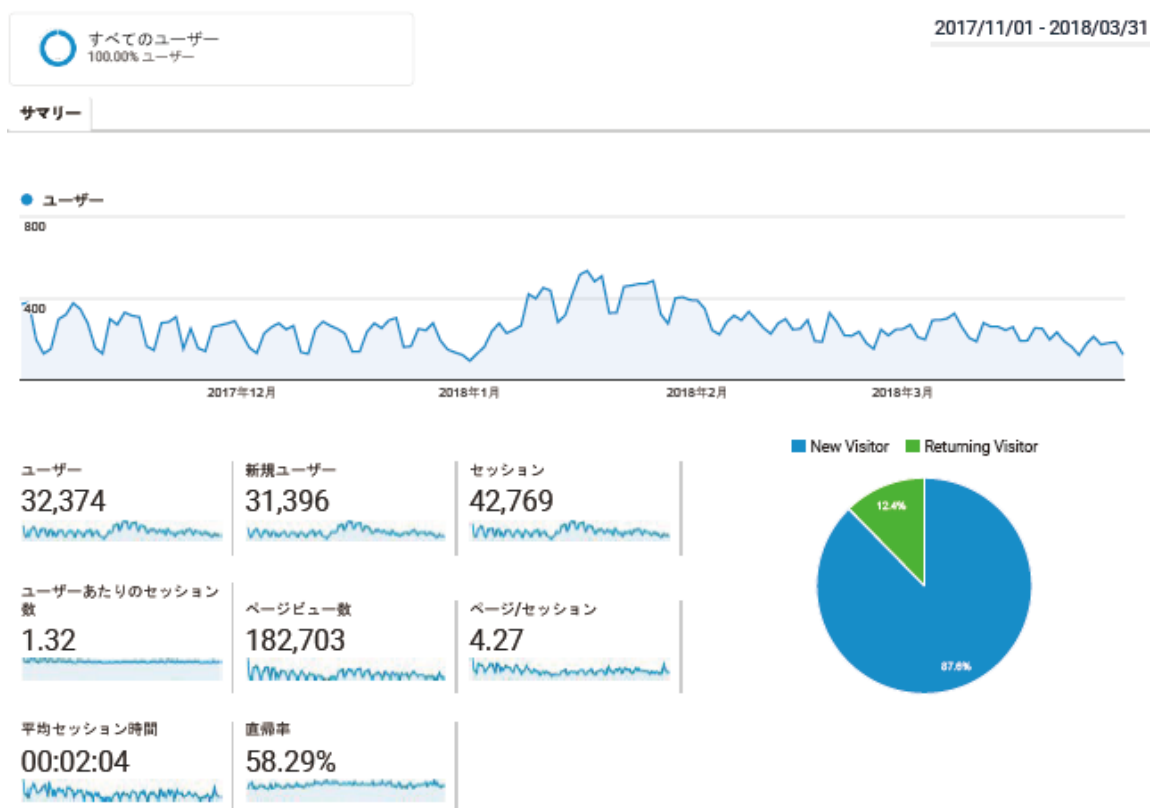 すべてのユーザー
100.00% ユーザー
2017/11/01 - 2018/03/31
サマリー
ユーザー
800
400
2017年12月
2018年1月
2018年2月
2018年3月
New Visitor
Returning Visitor
ユーザー
32,374
新規ユーザー
31,396
セッション
42,769
12.4%
87.6%
ユーザーあたりのセッション
数
1.32
ページビュー数
182,703
ページ/セッション
4.27
平均セッション時間
00:02:04
直帰率
58.29%